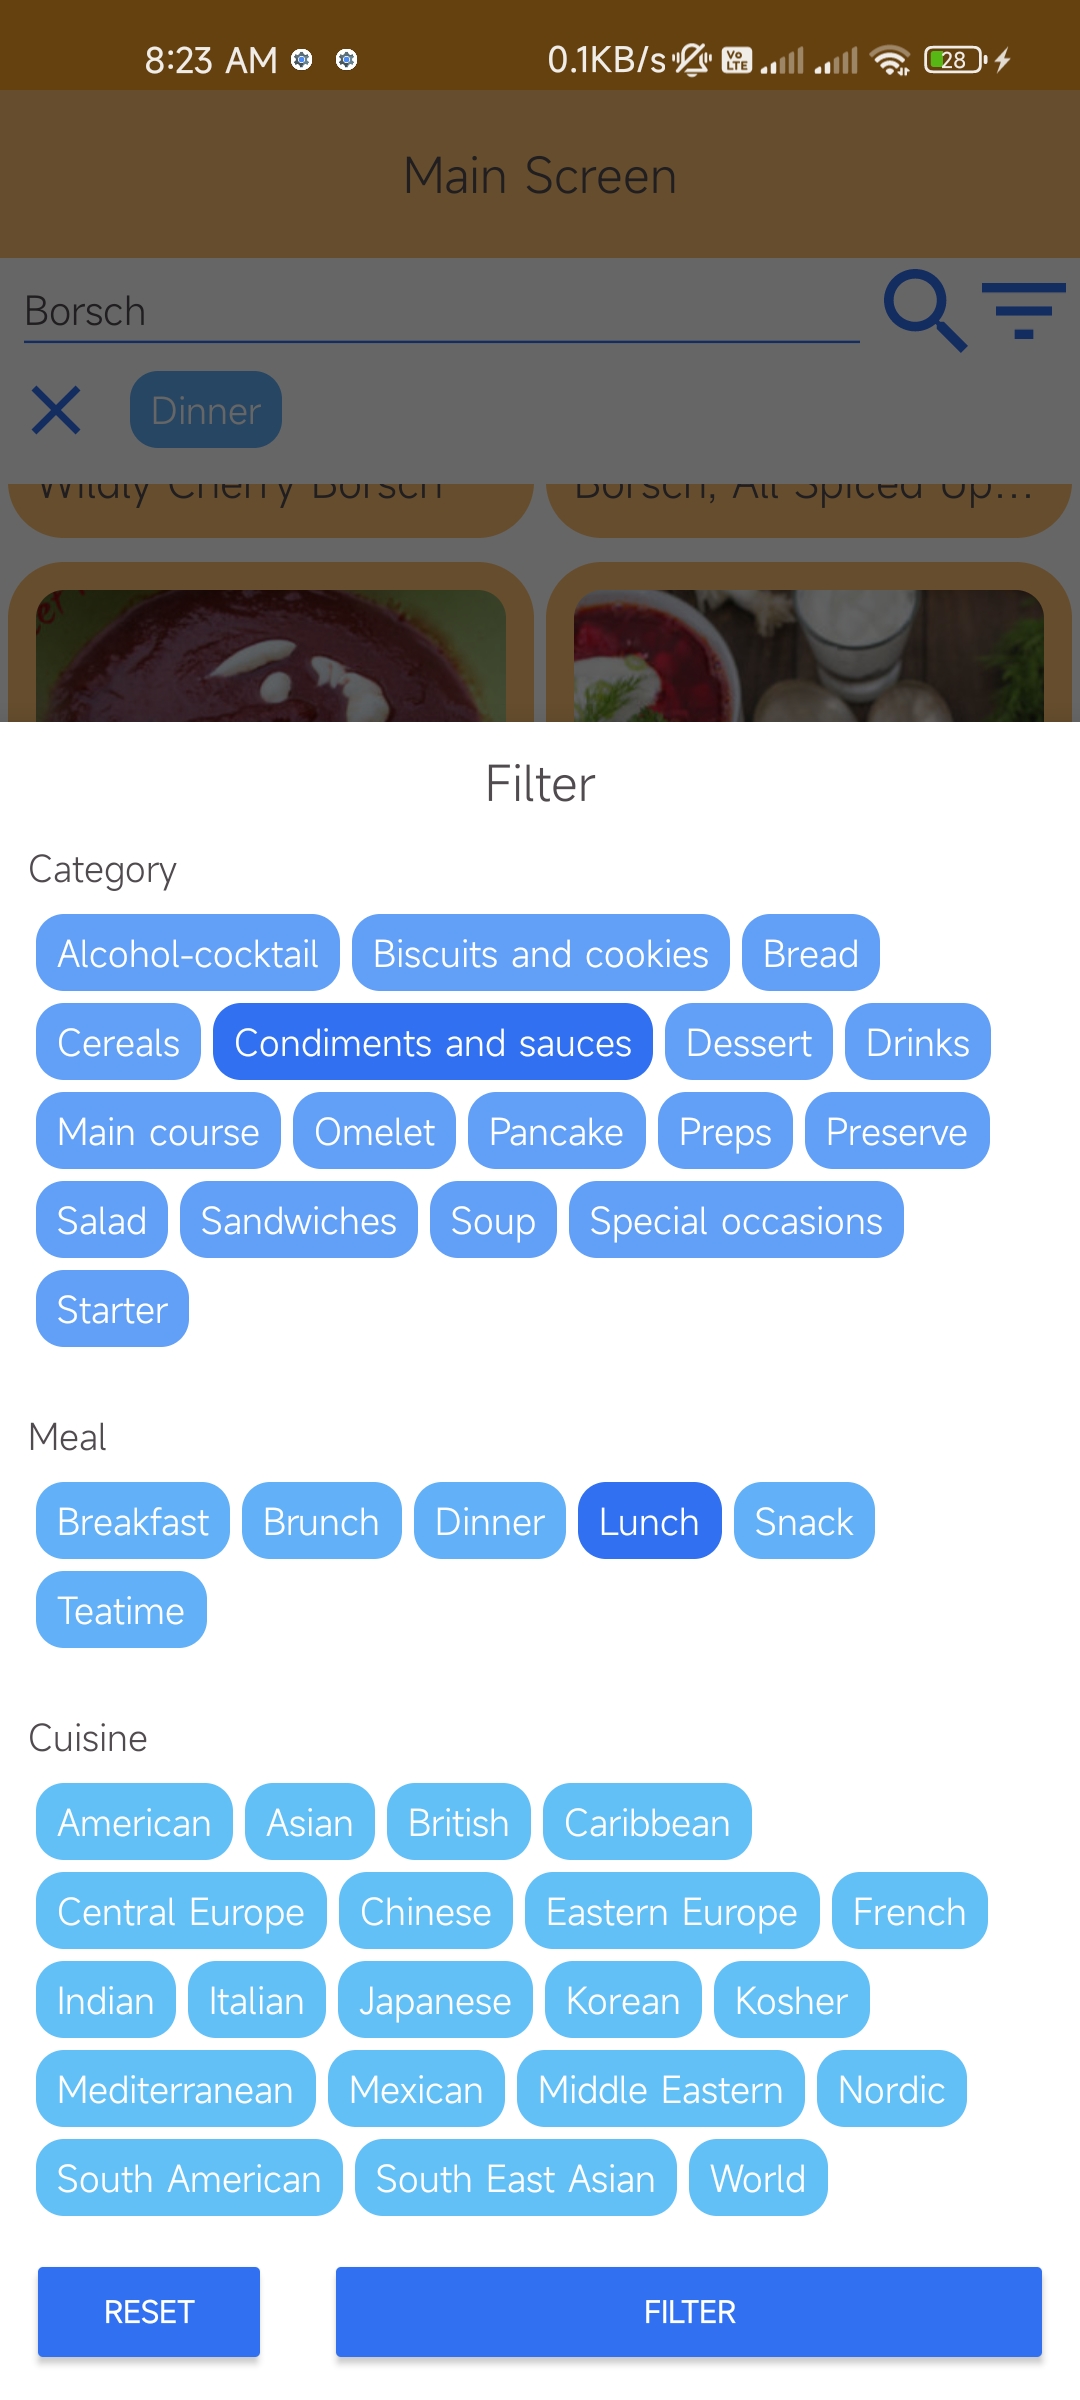 8:23 AM 0.1KB/s Vo LTE 28
Main Screen
Borsch
Dinner
Wildly Cherry Borsch Borsch, All Spiced Up...
Filter
Category
Alcohol-cocktail Biscuits and cookies Bread
Cereals Condiments and sauces Dessert Drinks
Main course Omelet Pancake Preps Preserve
Salad Sandwiches Soup Special occasions
Starter
Meal
Breakfast Brunch Dinner Lunch Snack
Teatime
Cuisine
American Asian British Caribbean
Central Europe Chinese Eastern Europe French
Indian Italian Japanese Korean Kosher
Mediterranean Mexican Middle Eastern Nordic
South American South East Asian World
RESET FILTER